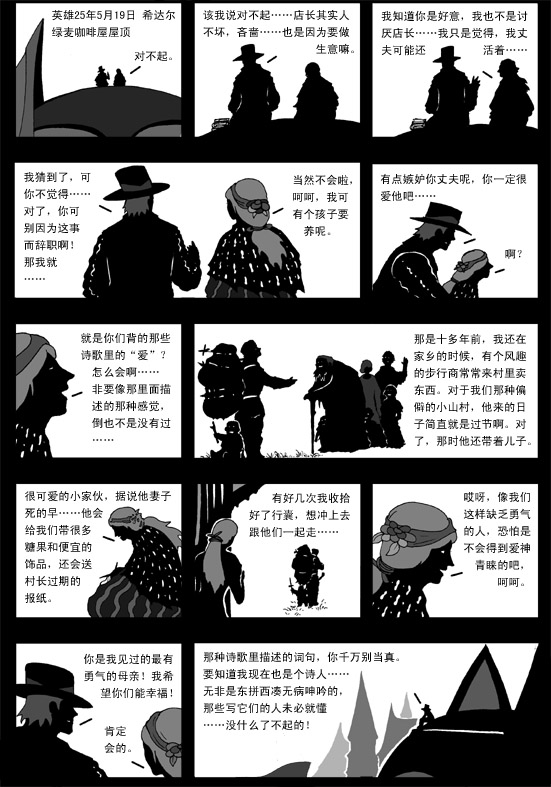 英雄25年5月19日 希达尔
绿麦咖啡屋屋顶
对不起。
该我说对不起……店长其实人
不坏，吝啬……也是因为要做
生意嘛。
我知道你是好意，我也不是讨
厌店长……我只是觉得，我丈
夫可能还 活着……
我猜到了，可
你不觉得……
对了，你可
别因为这事
而辞职啊！
那我就
……
当然不会啦，
呵呵，我可
有个孩子要
养呢。
有点嫉妒你丈夫呢，你一定很
爱他吧……
啊？
就是你们背的那些
诗歌里的“爱”？
怎么会啊……
非要像那里面描
述的那种感觉，
倒也不是没有过
……
那是十多年前，我还在
家乡的时候，有个风趣
的步行商常常来村里卖
东西。对于我们那种偏
僻的小山村，他来的日
子简直就是过节啊。对
了，那时他还带着儿子。
很可爱的小家伙，据说他妻子
死的早……他会
给我们带很多
糖果和便宜的
饰品，还会送
村长过期的
报纸。
有好几次我收拾
好了行囊，想冲上去
跟他们一起走……
哎呀，像我们
这样缺乏勇气
的人，恐怕是
不会得到爱神
青睐的吧，
呵呵。
你是我见过的最有
勇气的母亲！我希
望你们能幸福！
肯定
会的。
那种诗歌里描述的词句，你千万别当真。
要知道我现在也是个诗人……
无非是东拼西凑无病呻吟的，
那些写它们的人未必就懂
……没什么了不起的！